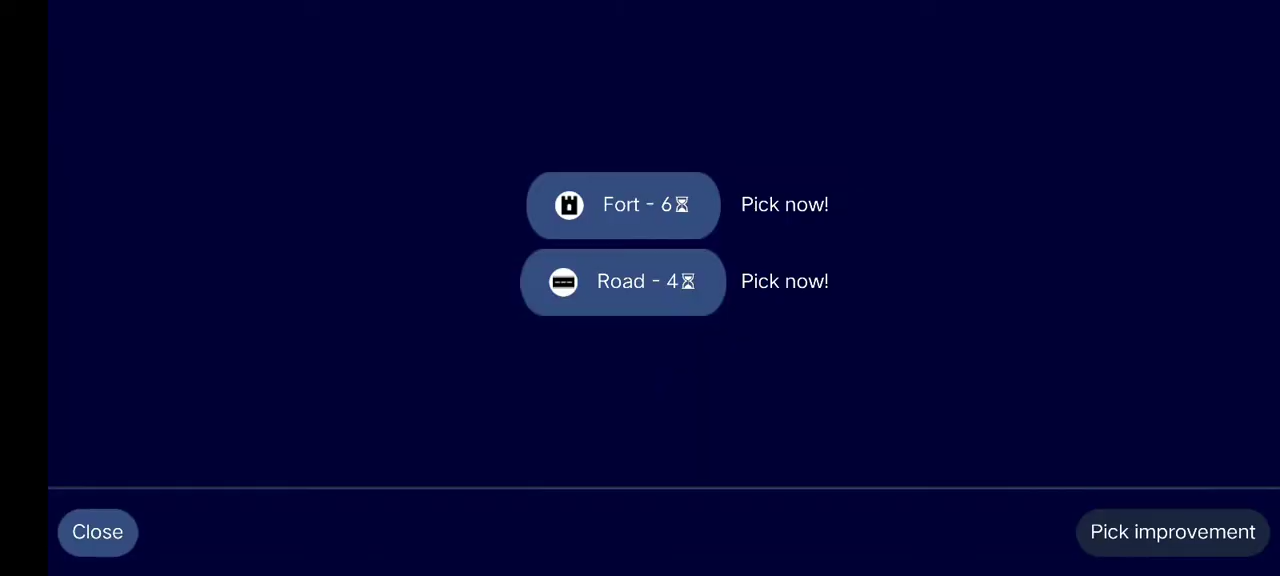 Fort - 6⏳ Pick now!
Road - 4⏳ Pick now!
Close Pick improvement